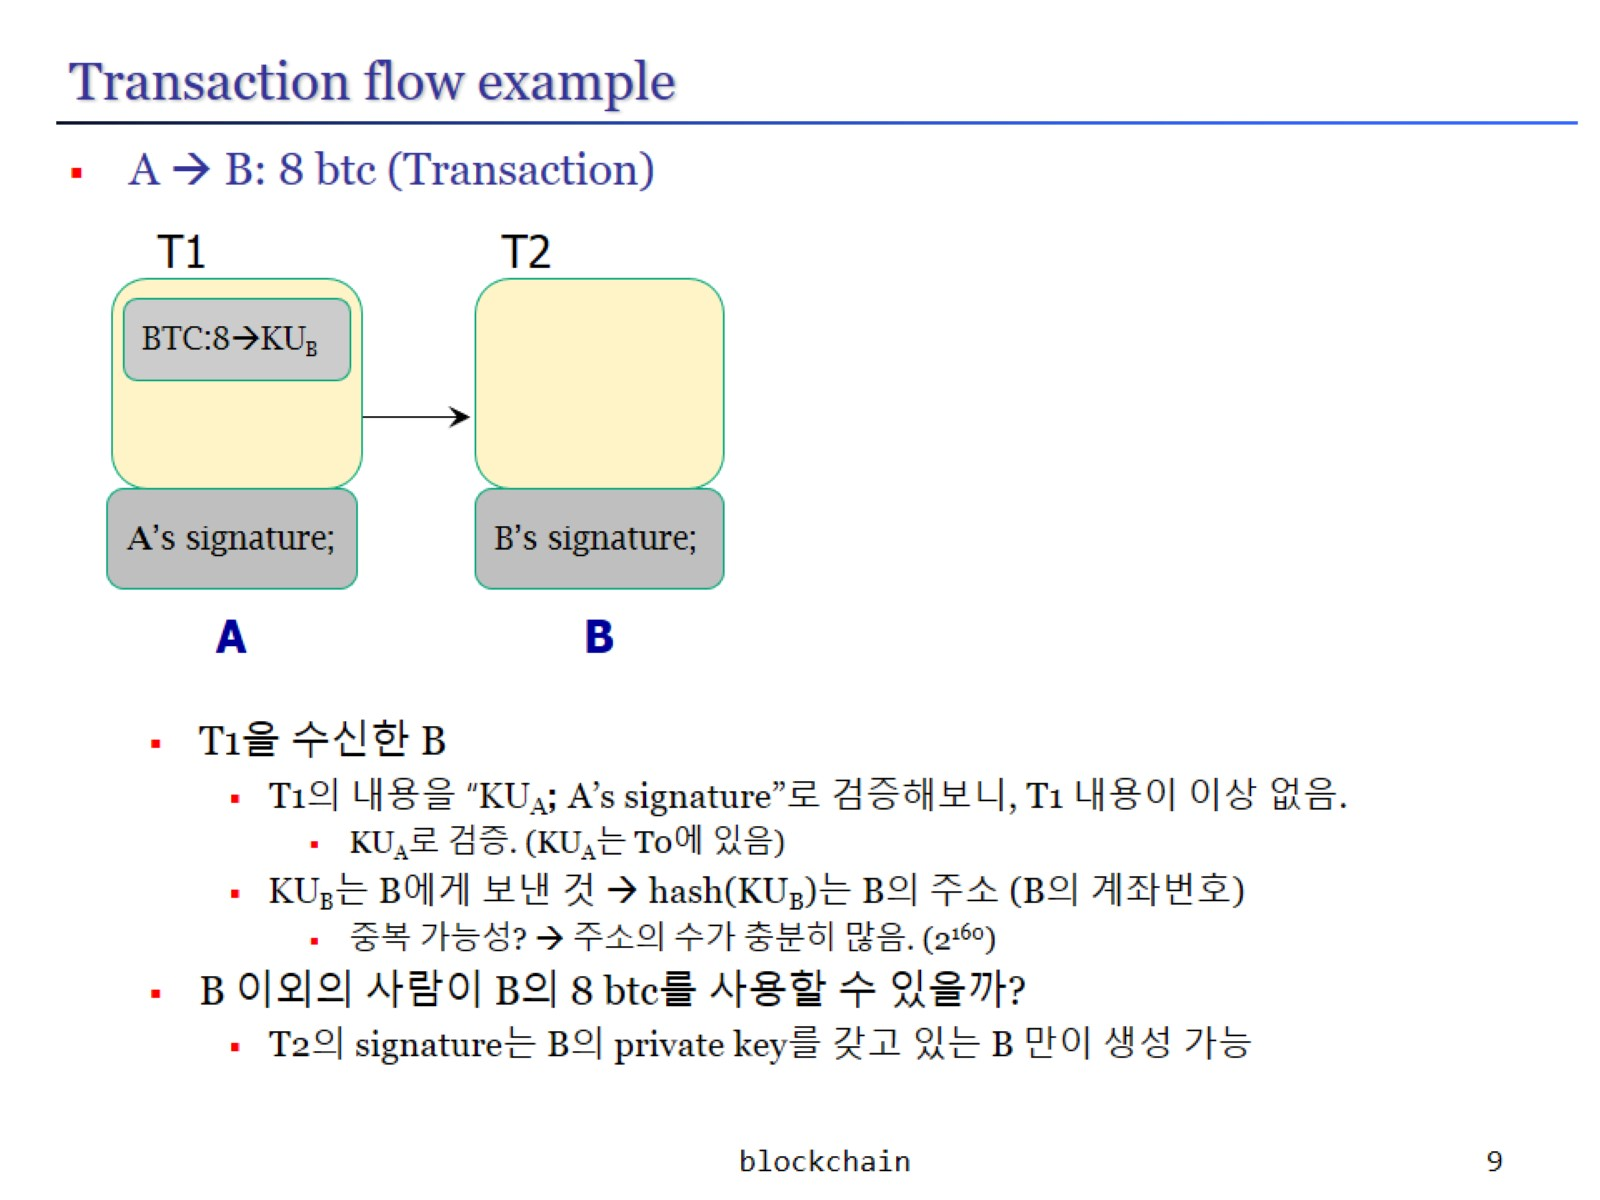 Transaction flow example
▪ A → B: 8 btc (Transaction)
T1 T2
BTC:8→KU_B
A’s signature; B’s signature;
A B
▪ T1을 수신한 B
▪ T1의 내용을 “KU_A; A’s signature”로 검증해보니, T1 내용이 이상 없음.
▪ KU_A로 검증. (KU_A는 To에 있음)
▪ KU_B는 B에게 보낸 것 → hash(KU_B)는 B의 주소 (B의 계좌번호)
▪ 중복 가능성? → 주소의 수가 충분히 많음. (2¹⁶⁰)
▪ B 이외의 사람이 B의 8 btc를 사용할 수 있을까?
▪ T2의 signature는 B의 private key를 갖고 있는 B 만이 생성 가능
blockchain 9